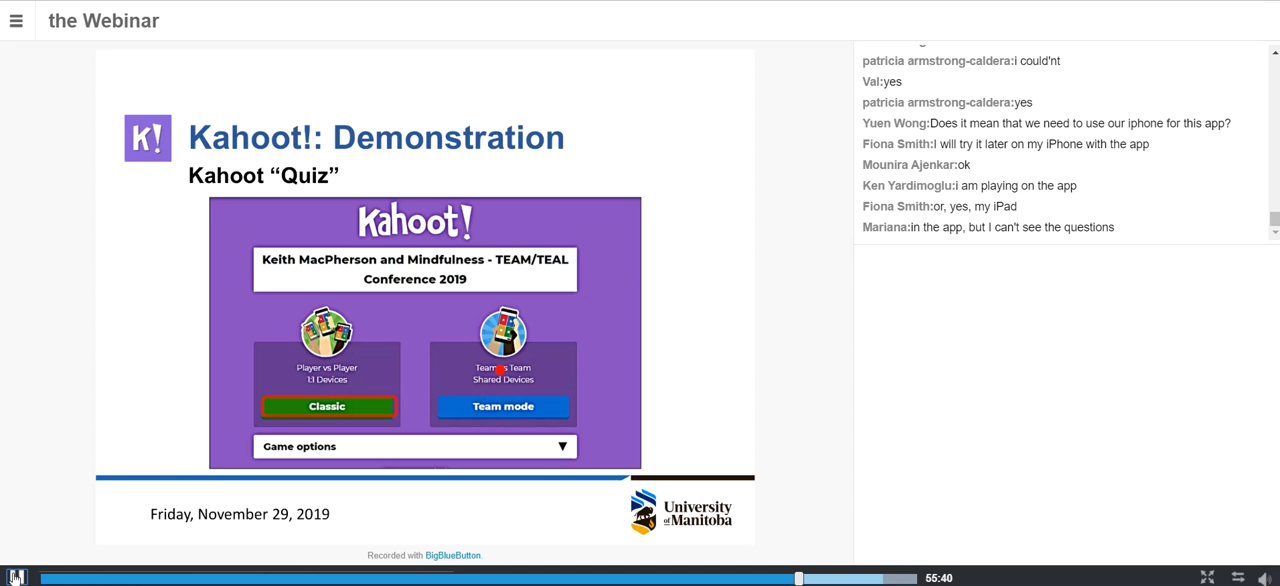 the Webinar
K!
Kahoot!: Demonstration
Kahoot “Quiz”
Kahoot!
Keith MacPherson and Mindfulness - TEAM/TEAL
Conference 2019
Player vs Player
1:1 Devices
Classic
Team vs Team
Shared Devices
Team mode
Game options
Friday, November 29, 2019
University
of Manitoba
Recorded with BigBlueButton.
patricia armstrong-caldera:i could'nt
Val:yes
patricia armstrong-caldera:yes
Yuen Wong:Does it mean that we need to use our iphone for this app?
Fiona Smith:I will try it later on my iPhone with the app
Mounira Ajenkar:ok
Ken Yardimoglu:i am playing on the app
Fiona Smith:or, yes, my iPad
Mariana:in the app, but I can't see the questions
55:40